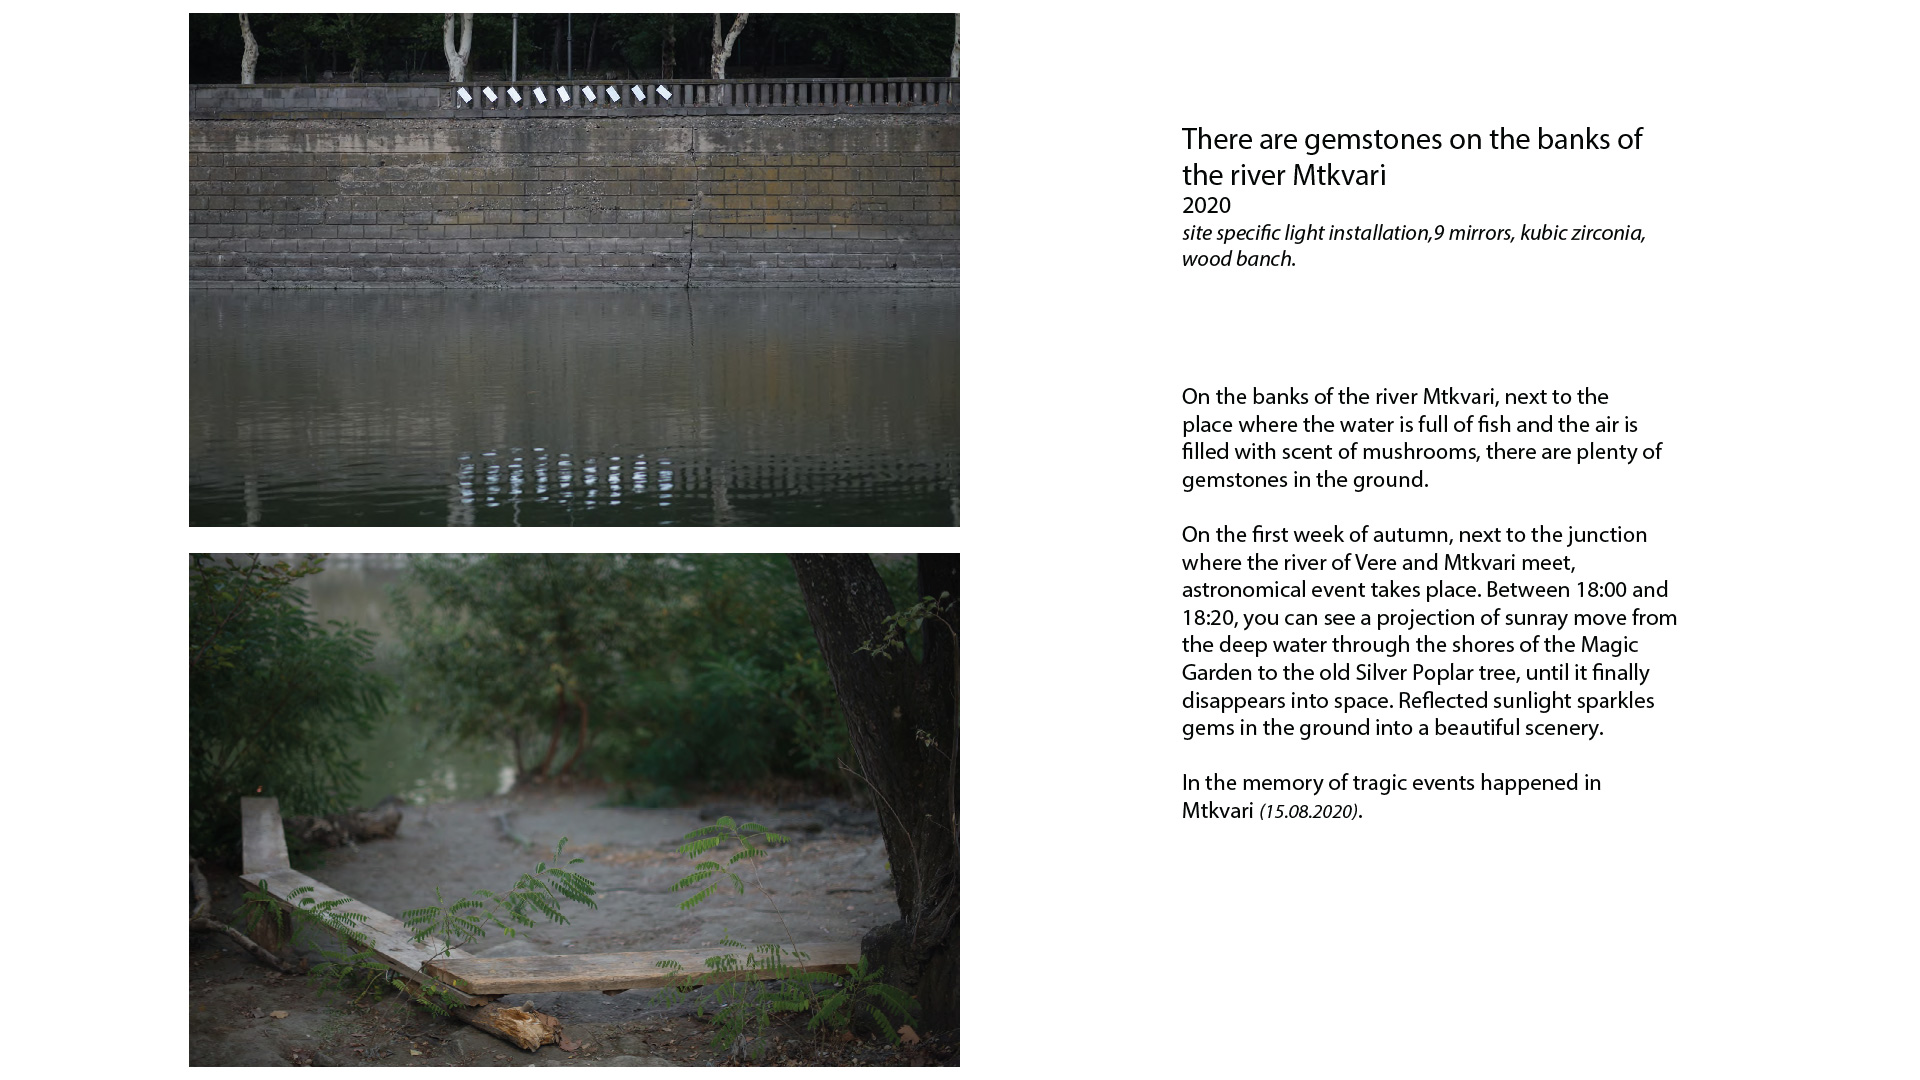 There are gemstones on the banks of
the river Mtkvari
2020
site specific light installation,9 mirrors, kubic zirconia,
wood banch.
On the banks of the river Mtkvari, next to the
place where the water is full of fish and the air is
filled with scent of mushrooms, there are plenty of
gemstones in the ground.
On the first week of autumn, next to the junction
where the river of Vere and Mtkvari meet,
astronomical event takes place. Between 18:00 and
18:20, you can see a projection of sunray move from
the deep water through the shores of the Magic
Garden to the old Silver Poplar tree, until it finally
disappears into space. Reflected sunlight sparkles
gems in the ground into a beautiful scenery.
In the memory of tragic events happened in
Mtkvari (15.08.2020).